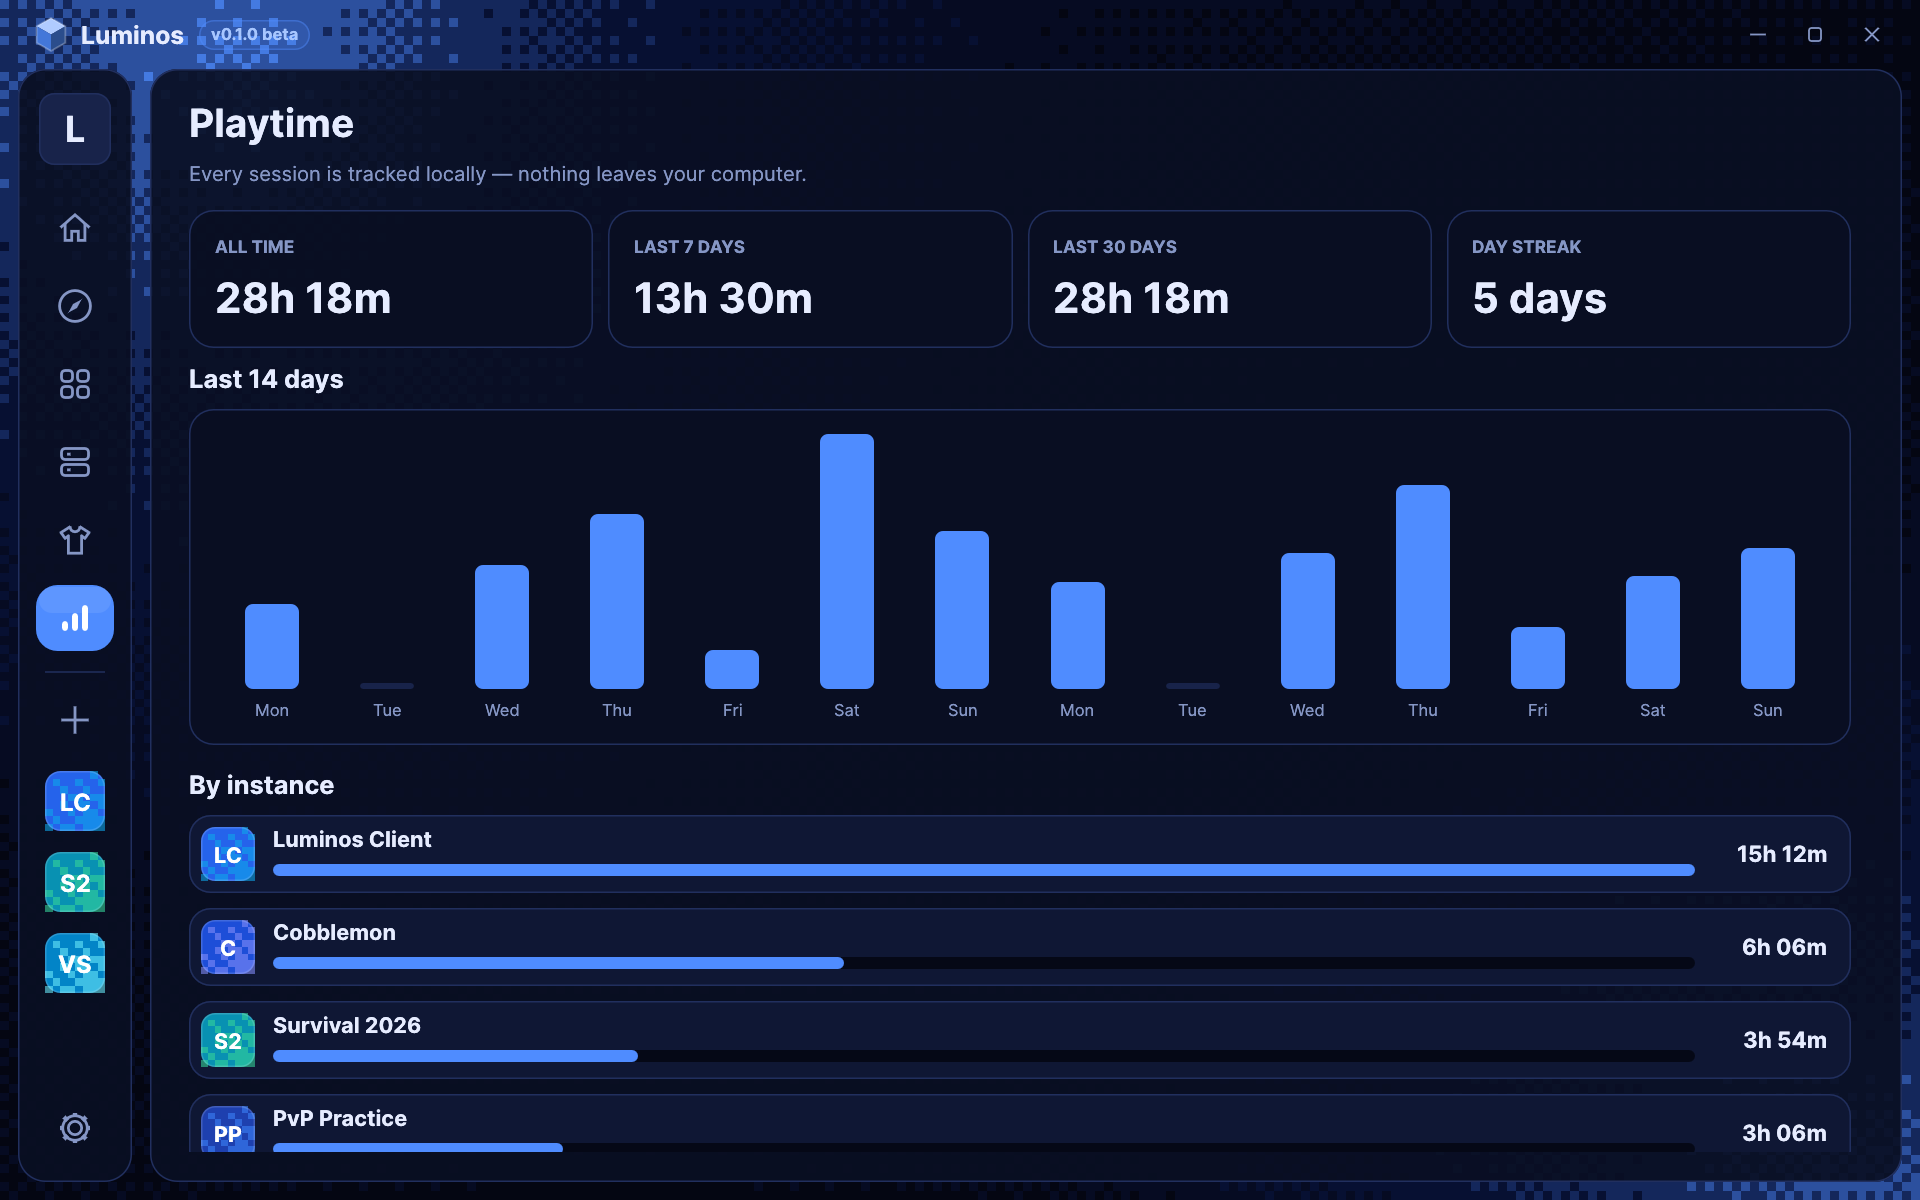 Luminos v0.1.0 beta
L
Playtime
Every session is tracked locally — nothing leaves your computer.
ALL TIME
28h 18m
LAST 7 DAYS
13h 30m
LAST 30 DAYS
28h 18m
DAY STREAK
5 days
Last 14 days
Mon Tue Wed Thu Fri Sat Sun Mon Tue Wed Thu Fri Sat Sun
LC
S2
VS
By instance
LC Luminos Client 15h 12m
C Cobblemon 6h 06m
S2 Survival 2026 3h 54m
PP PvP Practice 3h 06m